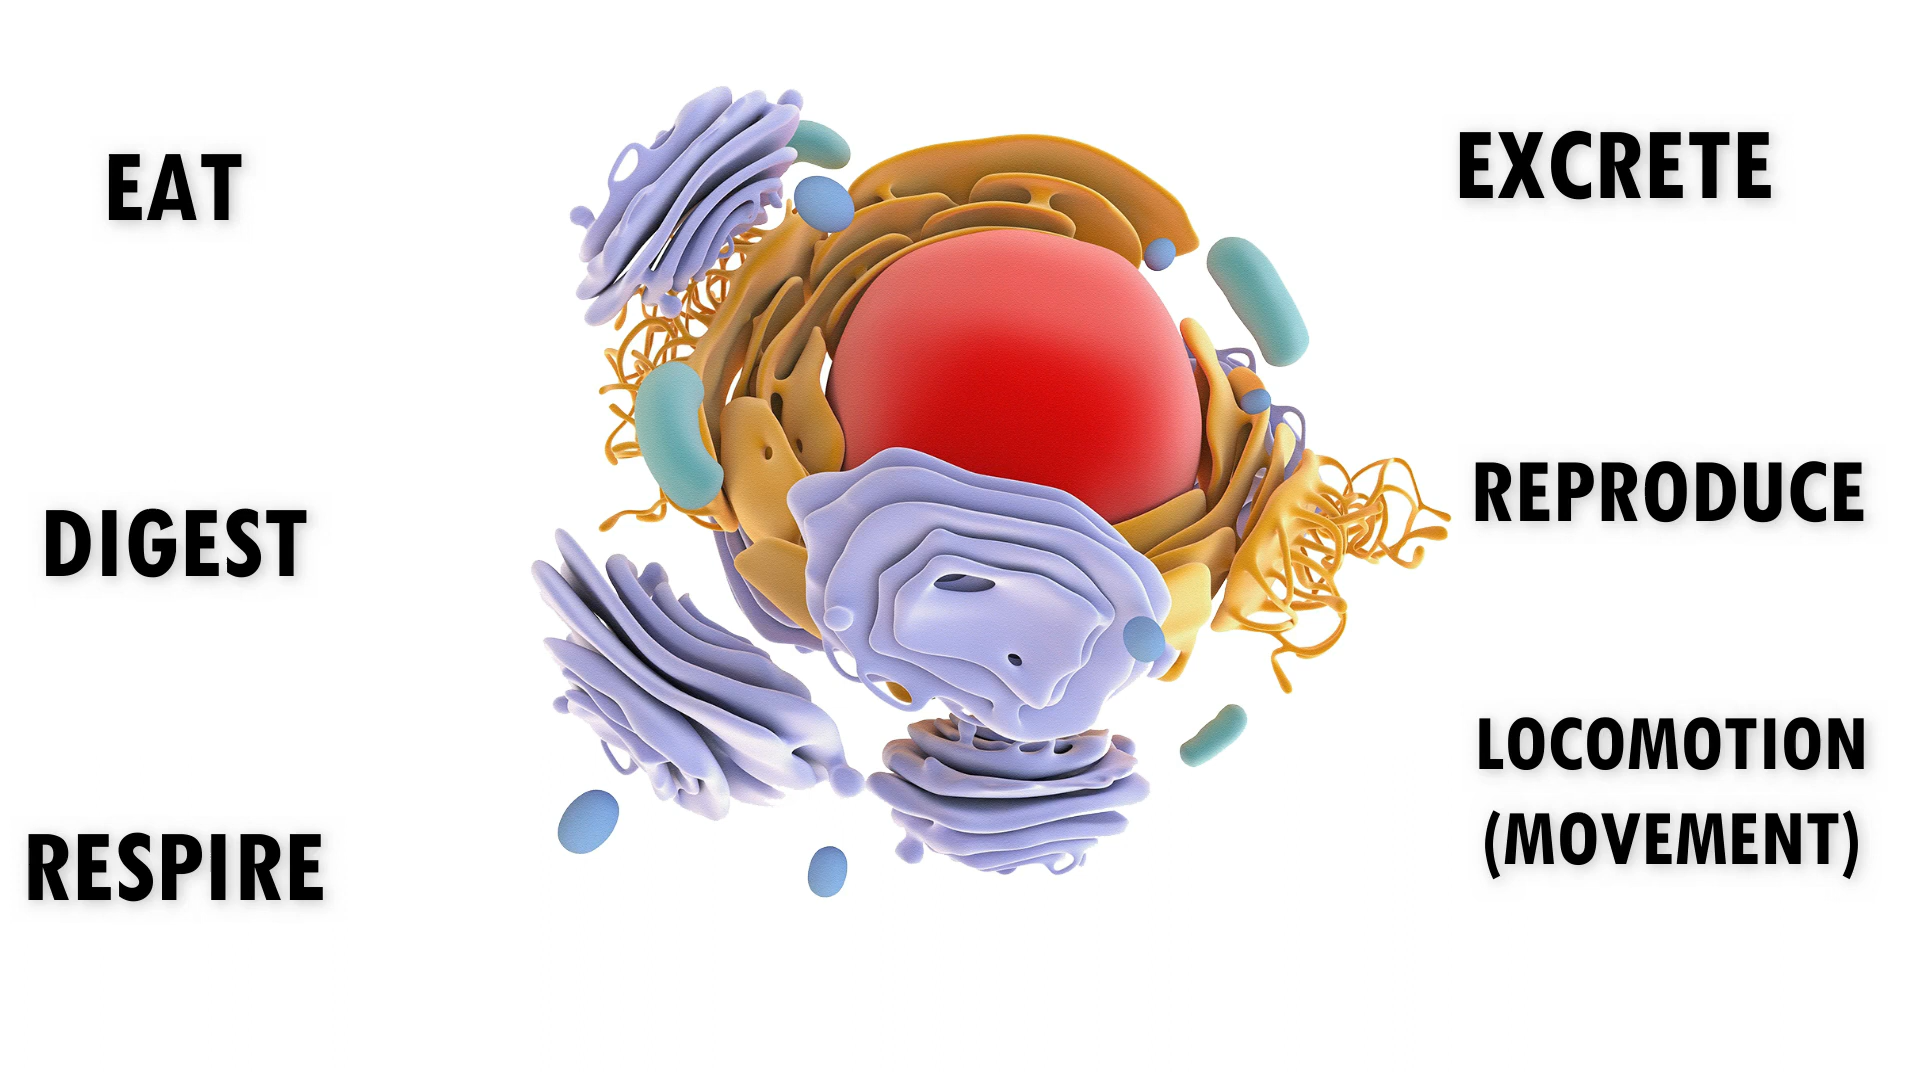 EAT
DIGEST
RESPIRE
EXCRETE
REPRODUCE
LOCOMOTION
(MOVEMENT)